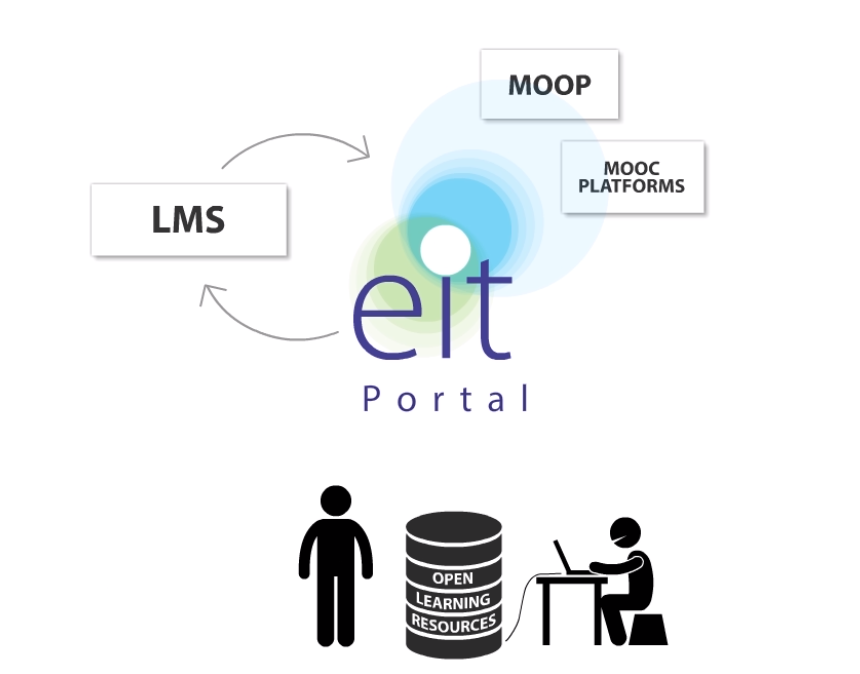 MOOP
MOOC
PLATFORMS
LMS
eit
Portal
OPEN
LEARNING
RESOURCES